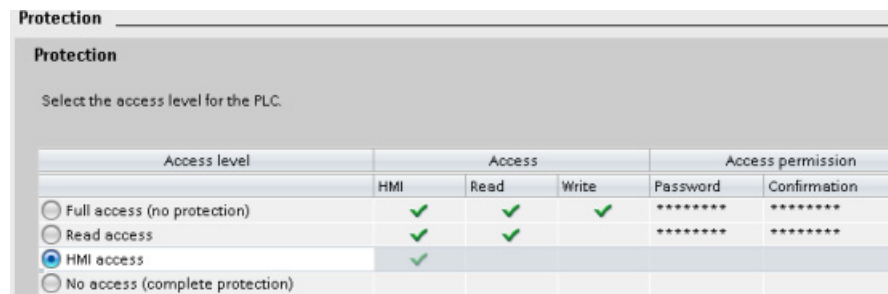 Protection
Protection
Select the access level for the PLC.
Access level Access Access permission
HMI Read Write Password Confirmation
Full access (no protection) ******** ********
Read access ******** ********
HMI access
No access (complete protection)